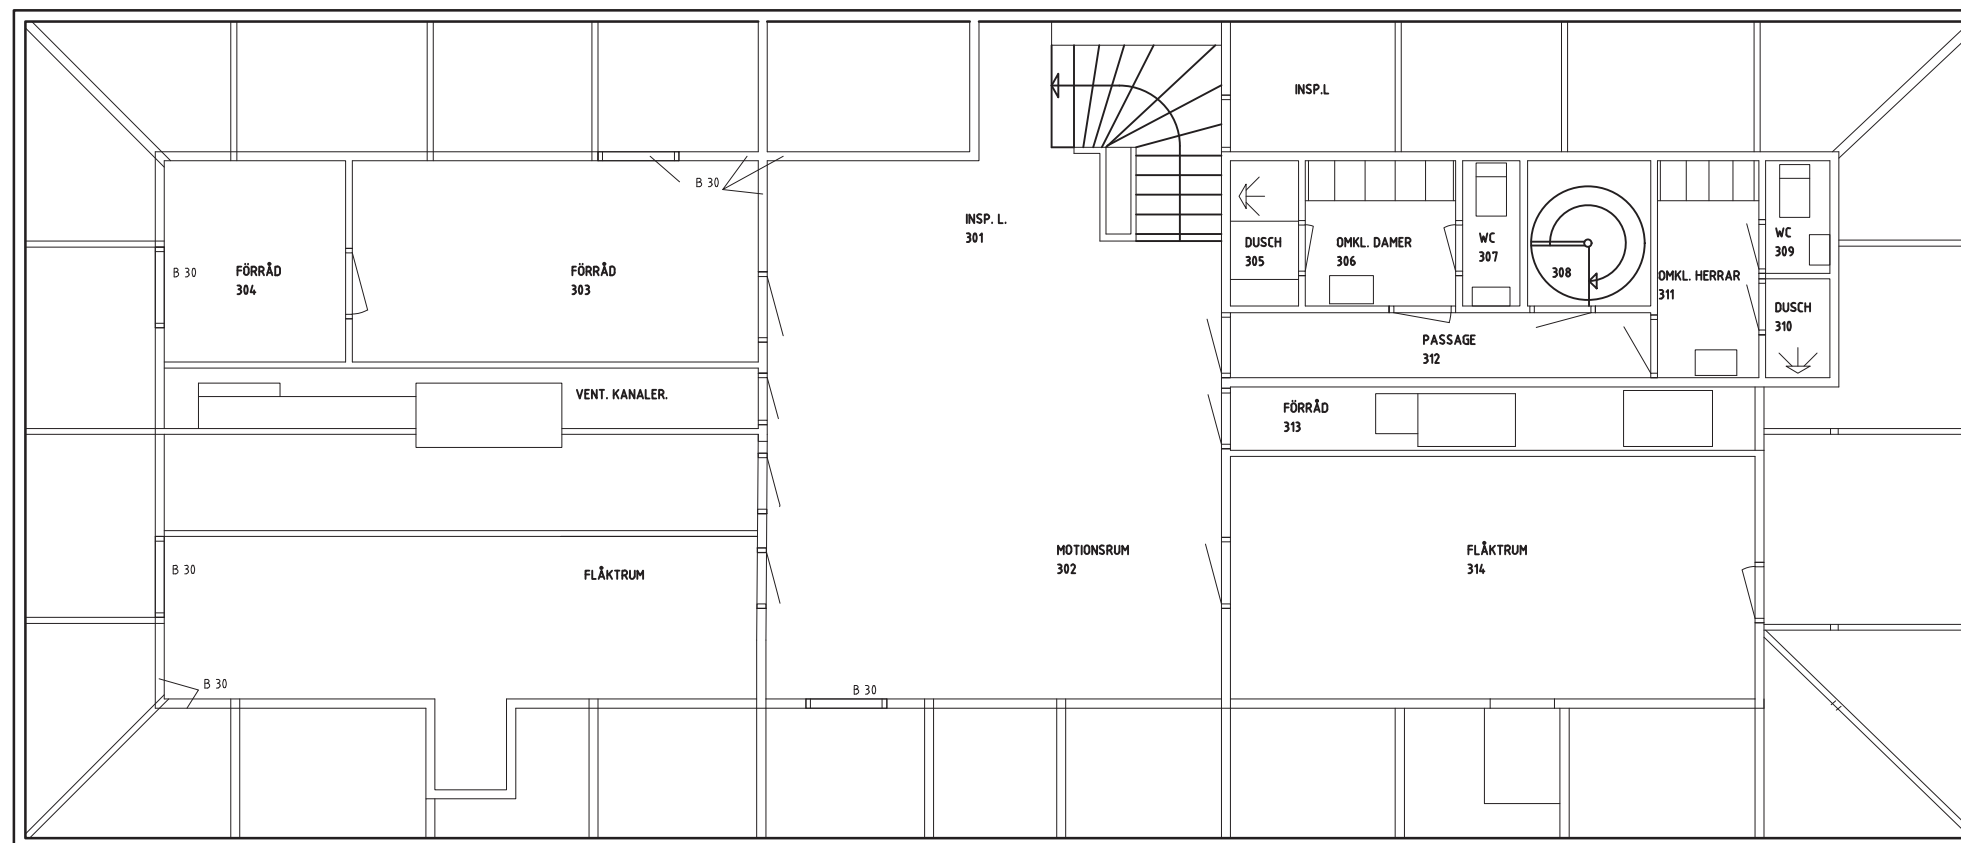 INSP.L
B 30
INSP. L.
301
DUSCH
305
OMKL. DAMER
306
WC
307
308
WC
309
OMKL. HERRAR
311
DUSCH
310
B 30
FÖRRÅD
304
FÖRRÅD
303
PASSAGE
312
VENT. KANALER.
FÖRRÅD
313
MOTIONSRUM
302
FLÅKTRUM
314
B 30
FLÅKTRUM
B 30
B 30